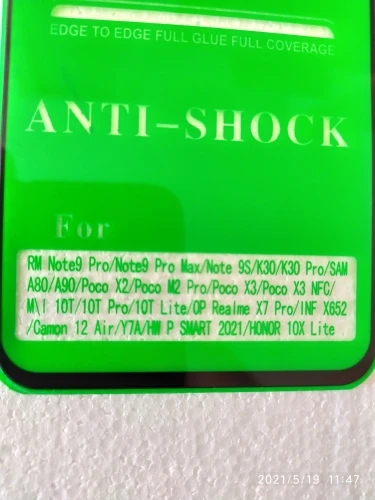 EDGE TO EDGE FULL GLUE FULL COVERAGE
ANTI-SHOCK
For
RM Note9 Pro/Note9 Pro Max/Note 9S/K30/K30 Pro/SAM
A80/A90/Poco X2/Poco M2 Pro/Poco X3/Poco X3 NFC/
M\I 10T/10T Pro/10T Lite/OP Realme X7 Pro/INF X652
/Camon 12 Air/Y7A/HW P SMART 2021/HONOR 10X Lite
2021/5/19 11:47